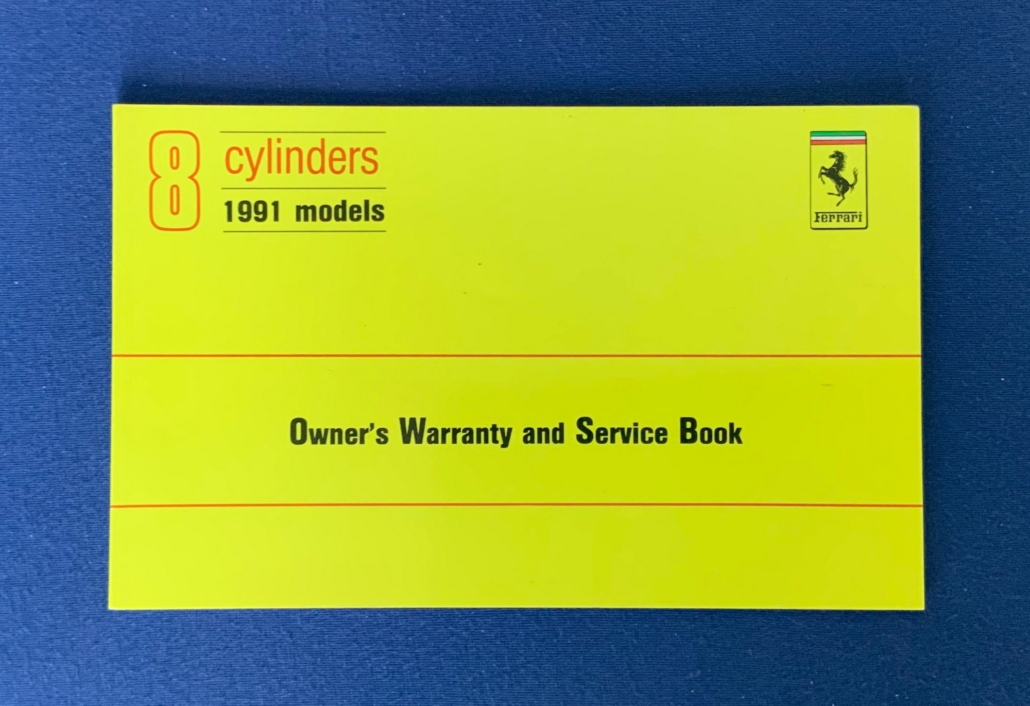 8 cylinders
1991 models
Ferrari
Owner's Warranty and Service Book